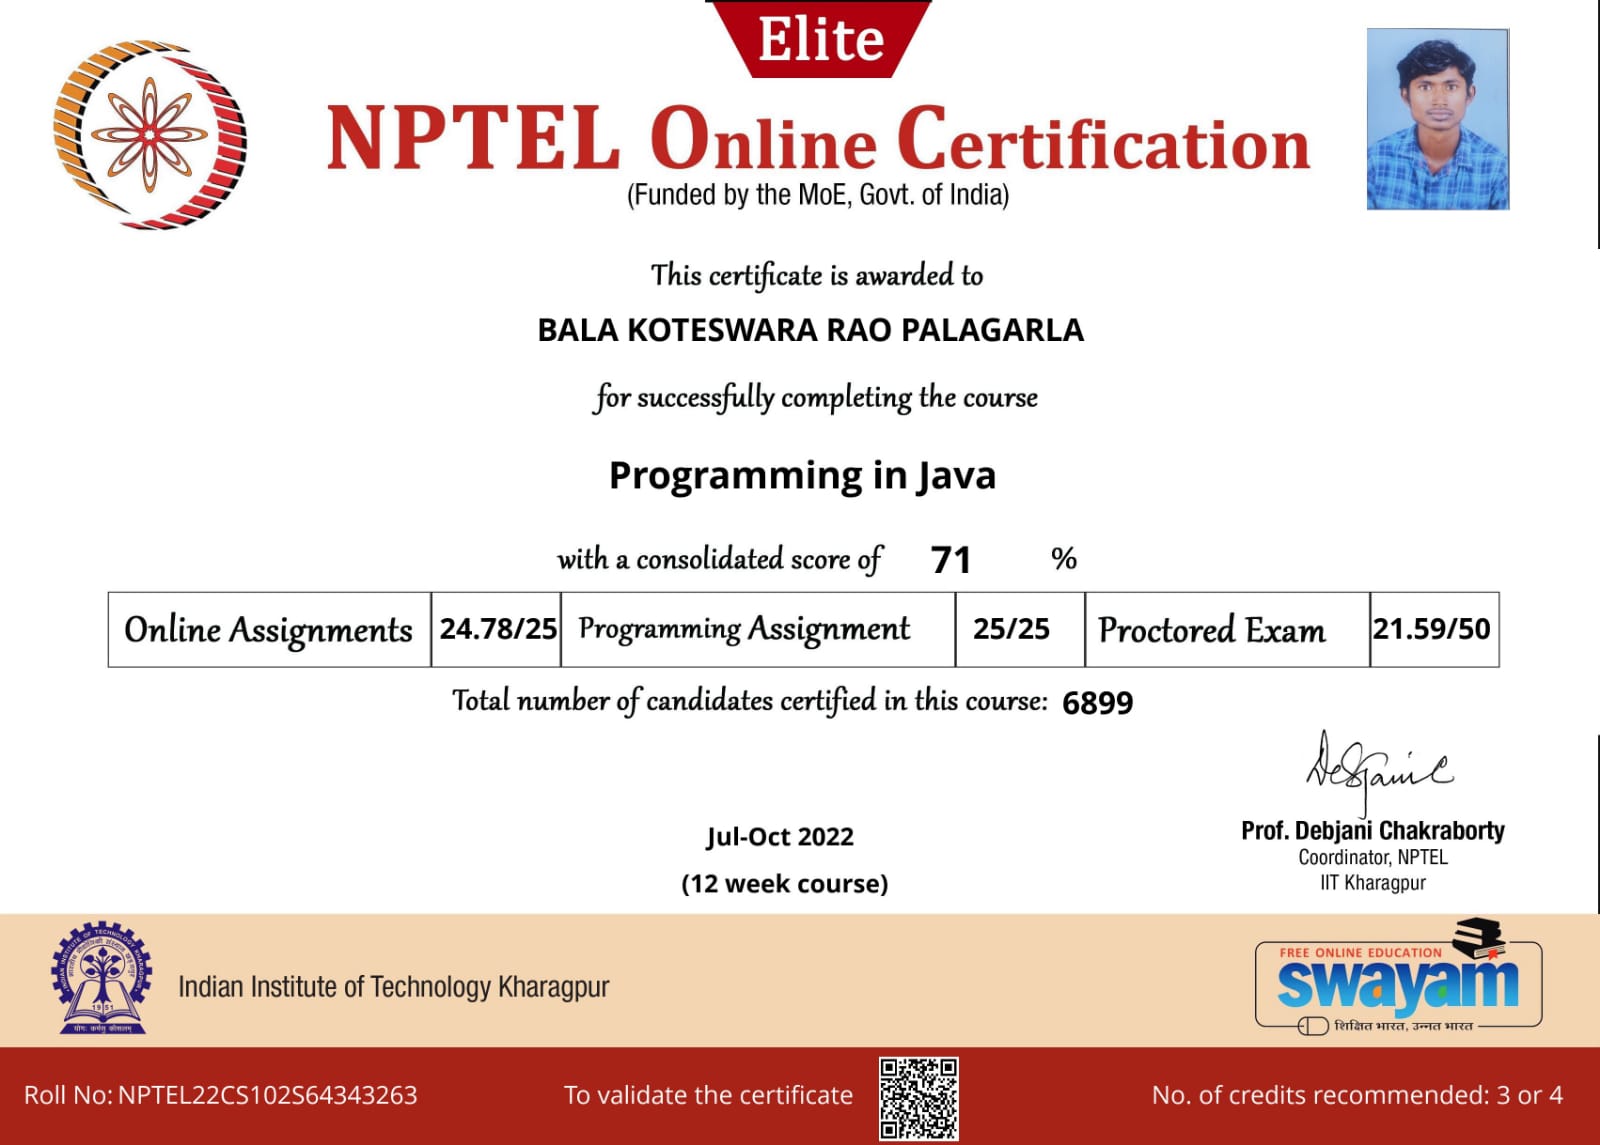 Elite
NPTEL Online Certification
(Funded by the MoE, Govt. of India)
This certificate is awarded to
BALA KOTESWARA RAO PALAGARLA
for successfully completing the course
Programming in Java
with a consolidated score of 71 %
Online Assignments 24.78/25 Programming Assignment 25/25 Proctored Exam 21.59/50
Total number of candidates certified in this course: 6899
Jul-Oct 2022
(12 week course)
Prof. Debjani Chakraborty
Coordinator, NPTEL
IIT Kharagpur
INDIAN INSTITUTE OF TECHNOLOGY KHARAGPUR
1951
योगः कर्मसु कौशलम्
Indian Institute of Technology Kharagpur
FREE ONLINE EDUCATION
swayam
शिक्षित भारत, उन्नत भारत
Roll No: NPTEL22CS102S64343263
To validate the certificate
No. of credits recommended: 3 or 4